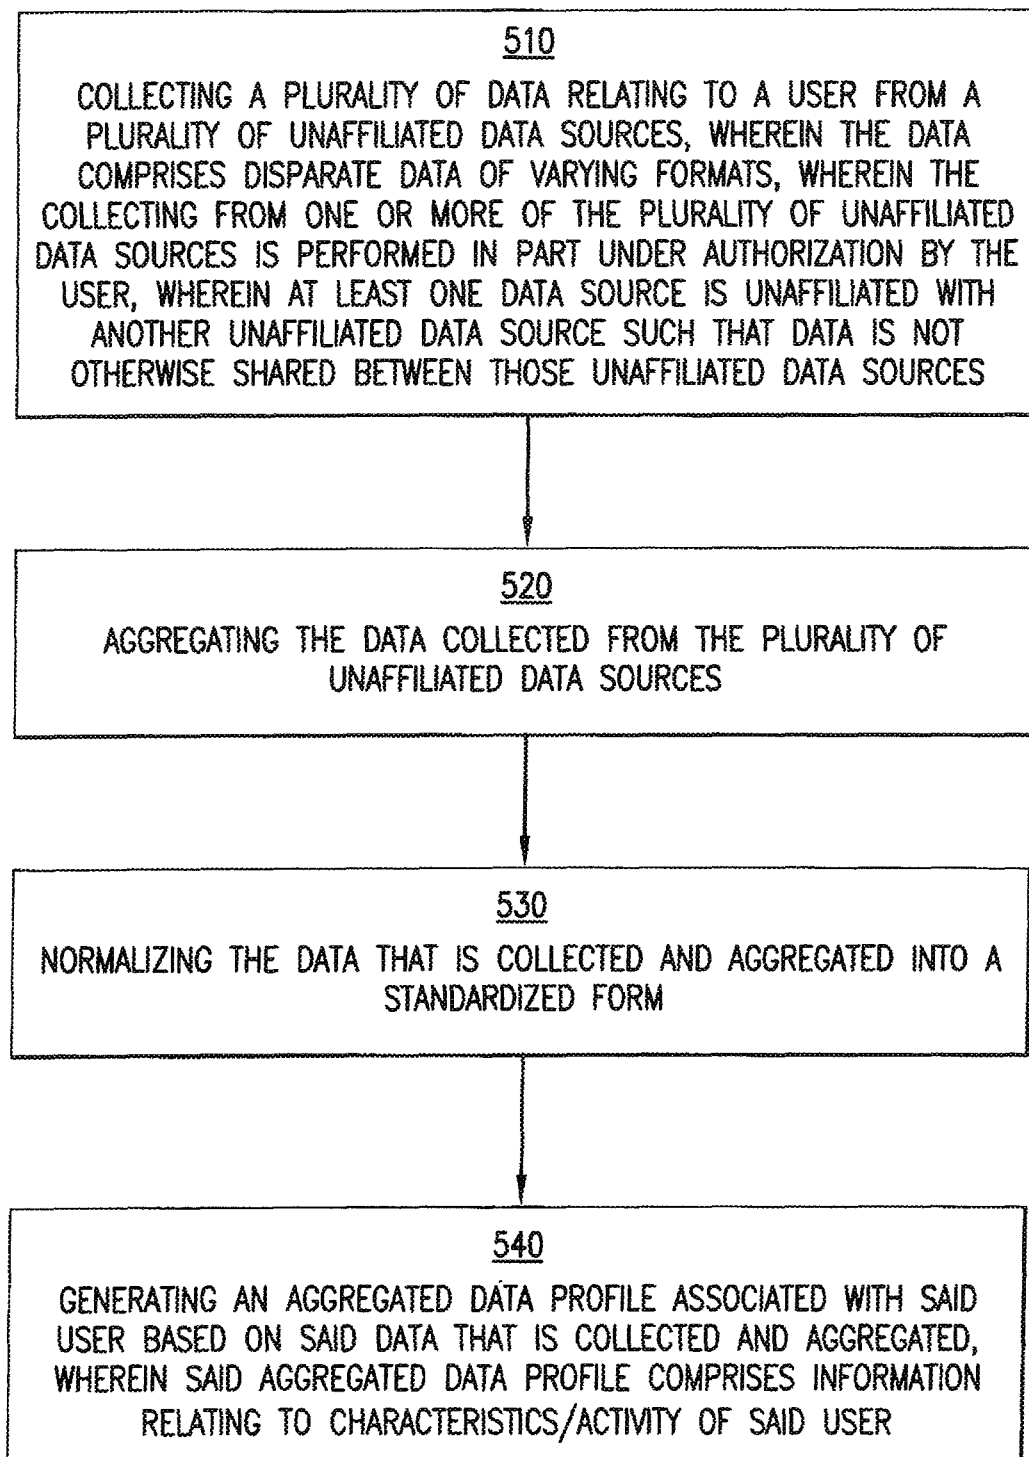 510
COLLECTING A PLURALITY OF DATA RELATING TO A USER FROM A
PLURALITY OF UNAFFILIATED DATA SOURCES, WHEREIN THE DATA
COMPRISES DISPARATE DATA OF VARYING FORMATS, WHEREIN THE
COLLECTING FROM ONE OR MORE OF THE PLURALITY OF UNAFFILIATED
DATA SOURCES IS PERFORMED IN PART UNDER AUTHORIZATION BY THE
USER, WHEREIN AT LEAST ONE DATA SOURCE IS UNAFFILIATED WITH
ANOTHER UNAFFILIATED DATA SOURCE SUCH THAT DATA IS NOT
OTHERWISE SHARED BETWEEN THOSE UNAFFILIATED DATA SOURCES
520
AGGREGATING THE DATA COLLECTED FROM THE PLURALITY OF
UNAFFILIATED DATA SOURCES
530
NORMALIZING THE DATA THAT IS COLLECTED AND AGGREGATED INTO A
STANDARDIZED FORM
540
GENERATING AN AGGREGATED DATA PROFILE ASSOCIATED WITH SAID
USER BASED ON SAID DATA THAT IS COLLECTED AND AGGREGATED,
WHEREIN SAID AGGREGATED DATA PROFILE COMPRISES INFORMATION
RELATING TO CHARACTERISTICS/ACTIVITY OF SAID USER